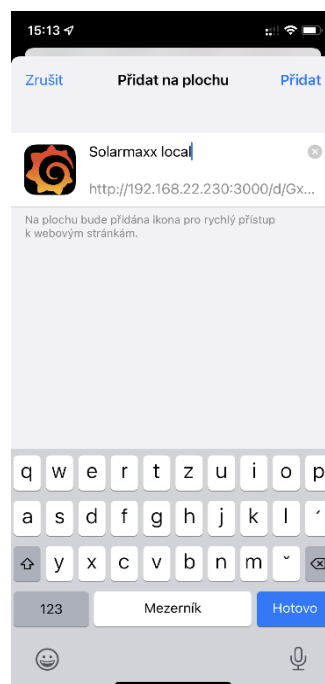 15:13
Zrušit Přidat na plochu Přidat
Solarmaxx local
http://192.168.22.230:3000/d/Gx...
Na plochu bude přidána ikona pro rychlý přístup
k webovým stránkám.
q w e r t z u i o p
a s d f g h j k l ´
y x c v b n m ˇ
123 Mezerník Hotovo